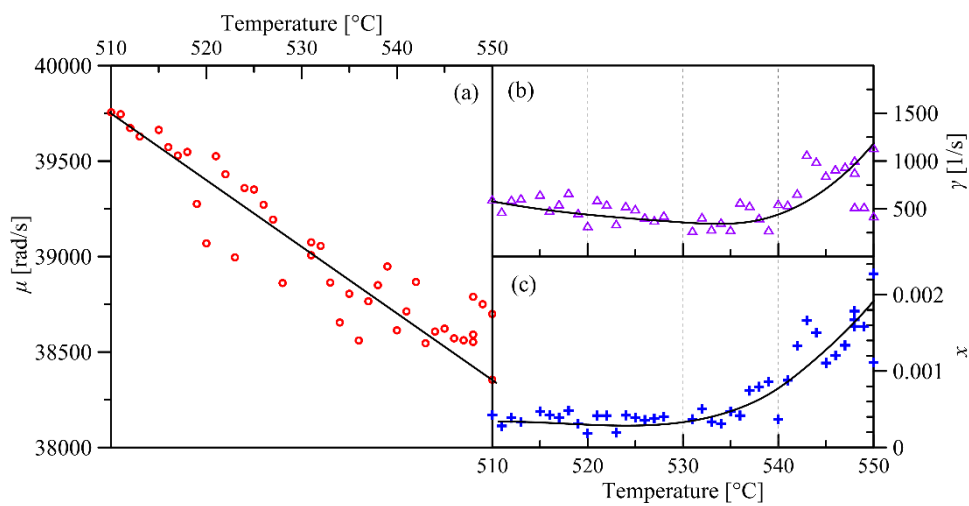 Temperature [°C]
510 520 530 540 550
40000
39500
39000
38500
38000
μ [rad/s]
(a)
(b)
1500
1000
500
γ [1/s]
(c)
0.002
0.001
0
x
510 520 530 540 550
Temperature [°C]